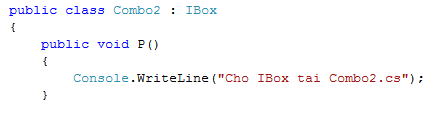 public class Combo2 : IBox
{
    public void P()
    {
        Console.WriteLine("Cho IBox tai Combo2.cs");
    }